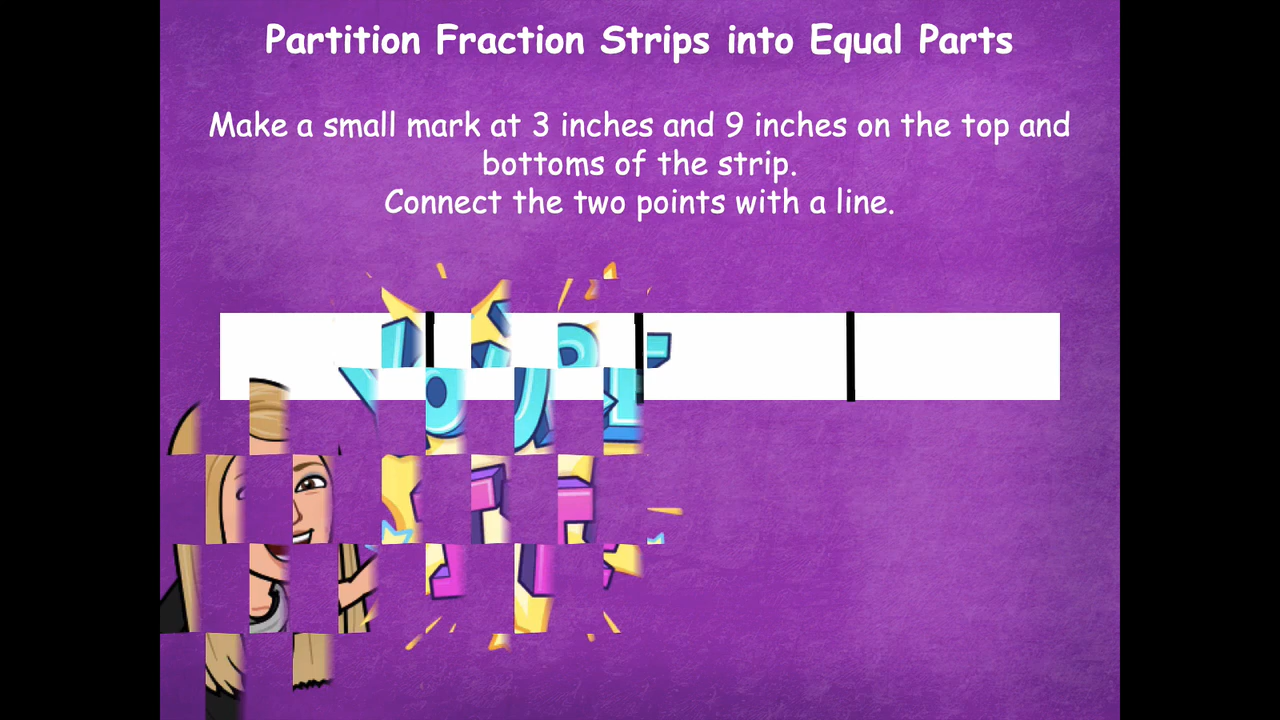 Partition Fraction Strips into Equal Parts
Make a small mark at 3 inches and 9 inches on the top and
bottoms of the strip.
Connect the two points with a line.